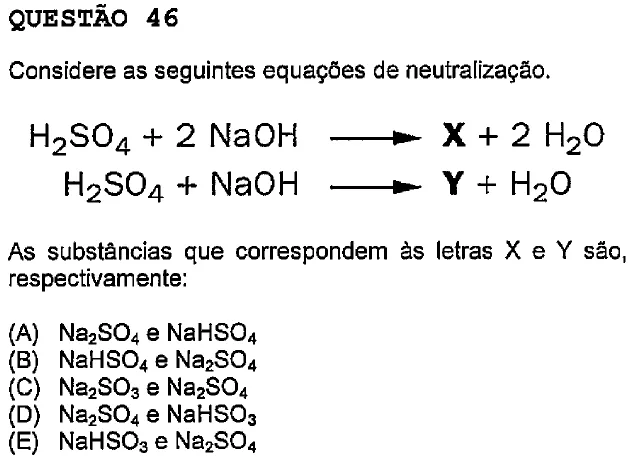 QUESTÃO 46
Considere as seguintes equações de neutralização.
H₂SO₄ + 2 NaOH ⟶ X + 2 H₂O
H₂SO₄ + NaOH ⟶ Y + H₂O
As substâncias que correspondem às letras X e Y são,
respectivamente:
(A) Na₂SO₄ e NaHSO₄
(B) NaHSO₄ e Na₂SO₄
(C) Na₂SO₃ e Na₂SO₄
(D) Na₂SO₄ e NaHSO₃
(E) NaHSO₃ e Na₂SO₄